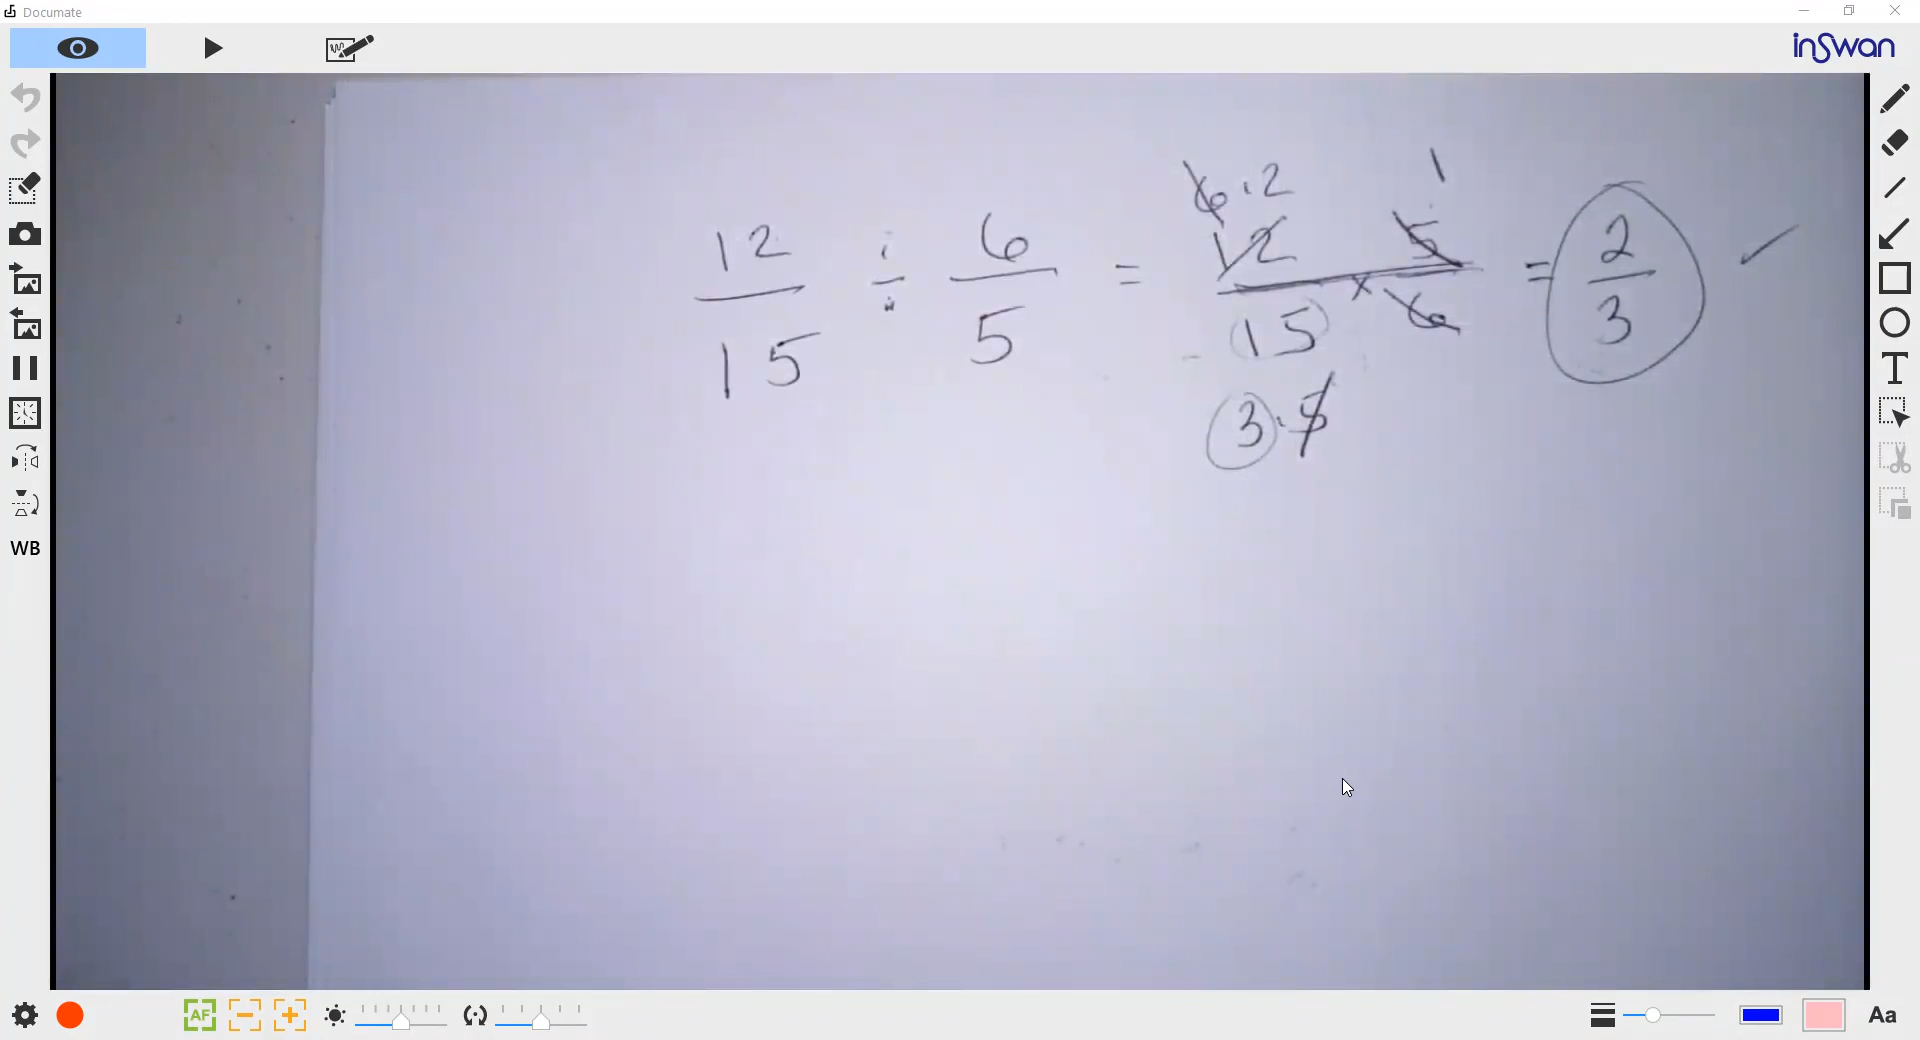 Documate
inSwan
WB
6 · 2 1
12/15 ÷ 6/5 = 12/15 × 5/6 = 2/3 ✓
3 · 5
AF
Aa
T